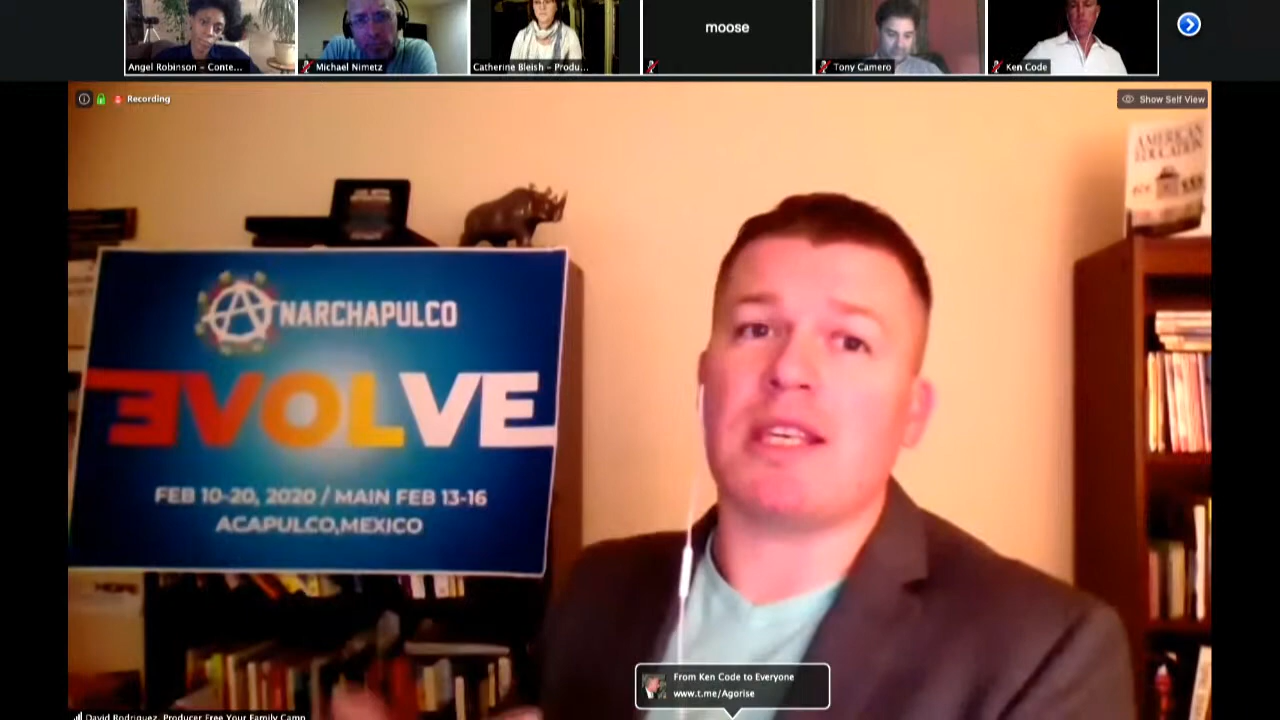 Angel Robinson – Conte...
Michael Nimetz
Catherine Bleish – Produ...
moose
Tony Camero
Ken Code
Recording
Show Self View
AMERICAN
EDUCATION
NARCHAPULCO
EVOLVE
FEB 10-20, 2020 / MAIN FEB 13-16
ACAPULCO,MEXICO
From Ken Code to Everyone
www.t.me/Agorise
David Rodriguez, Producer Free Your Family Camp